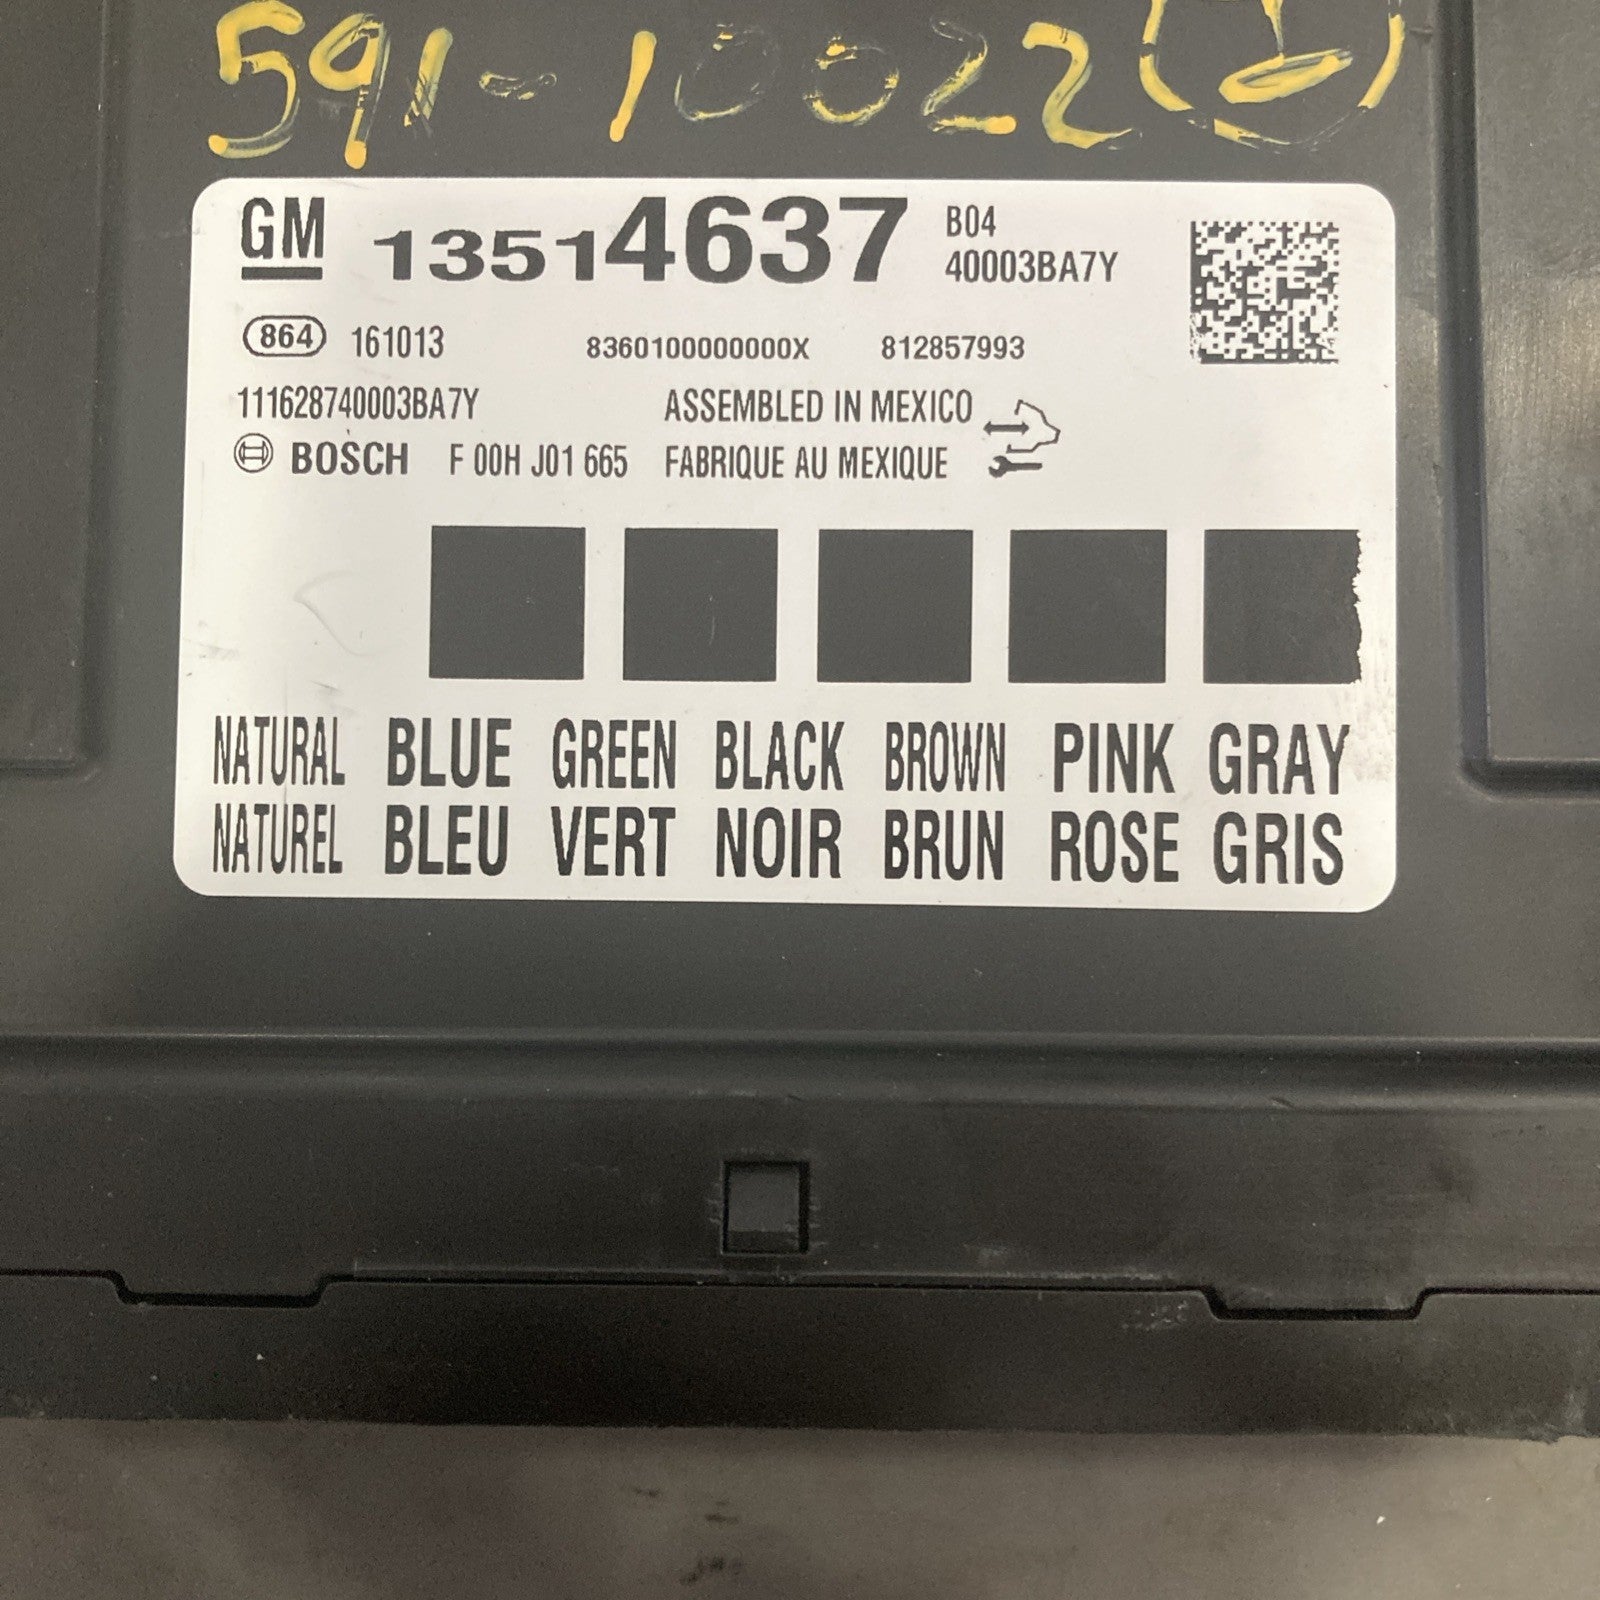 591-10022 (1)
GM 13514637 B04
40003BA7Y
864 161013 8360100000000X 812857993
111628740003BA7Y ASSEMBLED IN MEXICO
BOSCH F 00H J01 665 FABRIQUE AU MEXIQUE
NATURAL BLUE GREEN BLACK BROWN PINK GRAY
NATUREL BLEU VERT NOIR BRUN ROSE GRIS